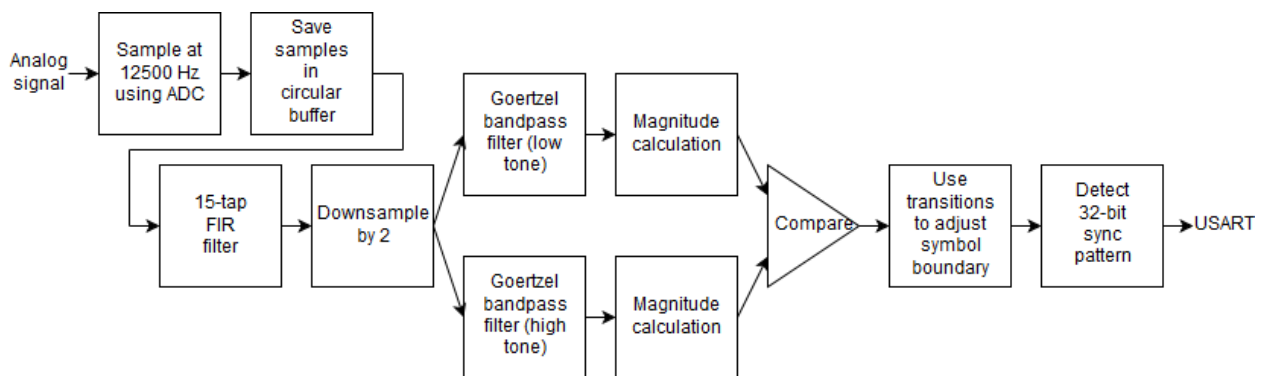 Analog
signal
Sample at
12500 Hz
using ADC
Save
samples
in
circular
buffer
15-tap
FIR
filter
Downsample
by 2
Goertzel
bandpass
filter (low
tone)
Magnitude
calculation
Goertzel
bandpass
filter (high
tone)
Magnitude
calculation
Compare
Use
transitions
to adjust
symbol
boundary
Detect
32-bit
sync
pattern
USART